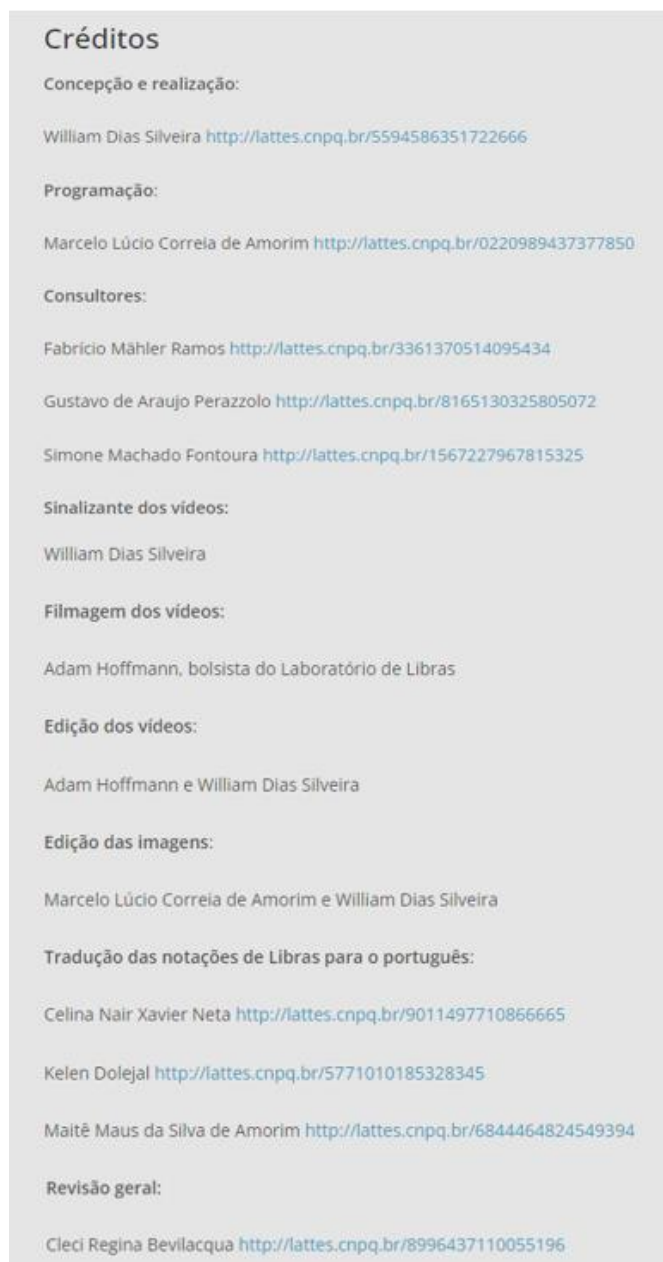 Créditos
Concepção e realização:
William Dias Silveira http://lattes.cnpq.br/5594586351722666
Programação:
Marcelo Lúcio Correia de Amorim http://lattes.cnpq.br/0220989437377850
Consultores:
Fabrício Mähler Ramos http://lattes.cnpq.br/3361370514095434
Gustavo de Araujo Perazzolo http://lattes.cnpq.br/8165130325805072
Simone Machado Fontoura http://lattes.cnpq.br/1567227967815325
Sinalizante dos vídeos:
William Dias Silveira
Filmagem dos vídeos:
Adam Hoffmann, bolsista do Laboratório de Libras
Edição dos vídeos:
Adam Hoffmann e William Dias Silveira
Edição das imagens:
Marcelo Lúcio Correia de Amorim e William Dias Silveira
Tradução das notações de Libras para o português:
Celina Nair Xavier Neta http://lattes.cnpq.br/9011497710866665
Kelen Dolejal http://lattes.cnpq.br/5771010185328345
Maitê Maus da Silva de Amorim http://lattes.cnpq.br/6844464824549394
Revisão geral:
Cleci Regina Bevilacqua http://lattes.cnpq.br/8996437110055196